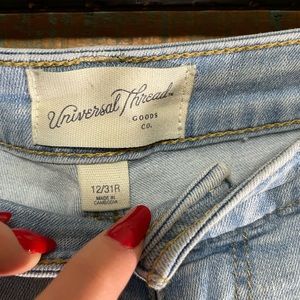 Universal Thread
GOODS
CO.
12/31R
MADE IN
CAMBODIA